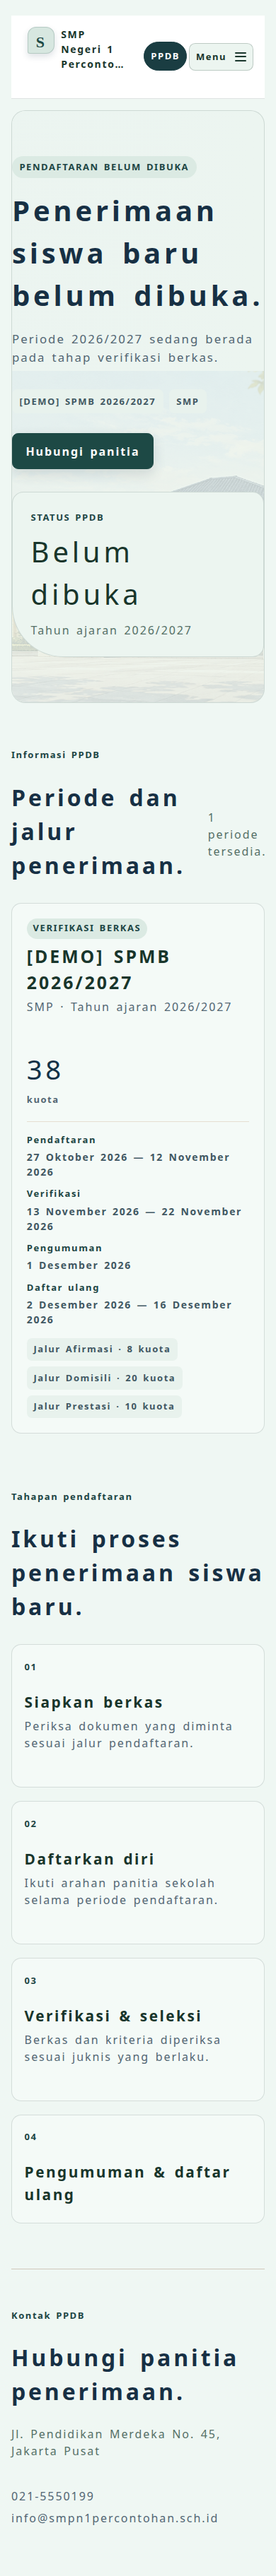 S
SMP
Negeri 1
Perconto…
PPDB
Menu
PENDAFTARAN BELUM DIBUKA
Penerimaan
siswa baru
belum dibuka.
Periode 2026/2027 sedang berada
pada tahap verifikasi berkas.
[DEMO] SPMB 2026/2027
SMP
Hubungi panitia
STATUS PPDB
Belum
dibuka
Tahun ajaran 2026/2027
Informasi PPDB
Periode dan
jalur
penerimaan.
1
periode
tersedia.
VERIFIKASI BERKAS
[DEMO] SPMB
2026/2027
SMP · Tahun ajaran 2026/2027
38
kuota
Pendaftaran
27 Oktober 2026 — 12 November
2026
Verifikasi
13 November 2026 — 22 November
2026
Pengumuman
1 Desember 2026
Daftar ulang
2 Desember 2026 — 16 Desember
2026
Jalur Afirmasi · 8 kuota
Jalur Domisili · 20 kuota
Jalur Prestasi · 10 kuota
Tahapan pendaftaran
Ikuti proses
penerimaan siswa
baru.
01
Siapkan berkas
Periksa dokumen yang diminta
sesuai jalur pendaftaran.
02
Daftarkan diri
Ikuti arahan panitia sekolah
selama periode pendaftaran.
03
Verifikasi & seleksi
Berkas dan kriteria diperiksa
sesuai juknis yang berlaku.
04
Pengumuman & daftar
ulang
Kontak PPDB
Hubungi panitia
penerimaan.
Jl. Pendidikan Merdeka No. 45,
Jakarta Pusat
021-5550199
info@smpn1percontohan.sch.id